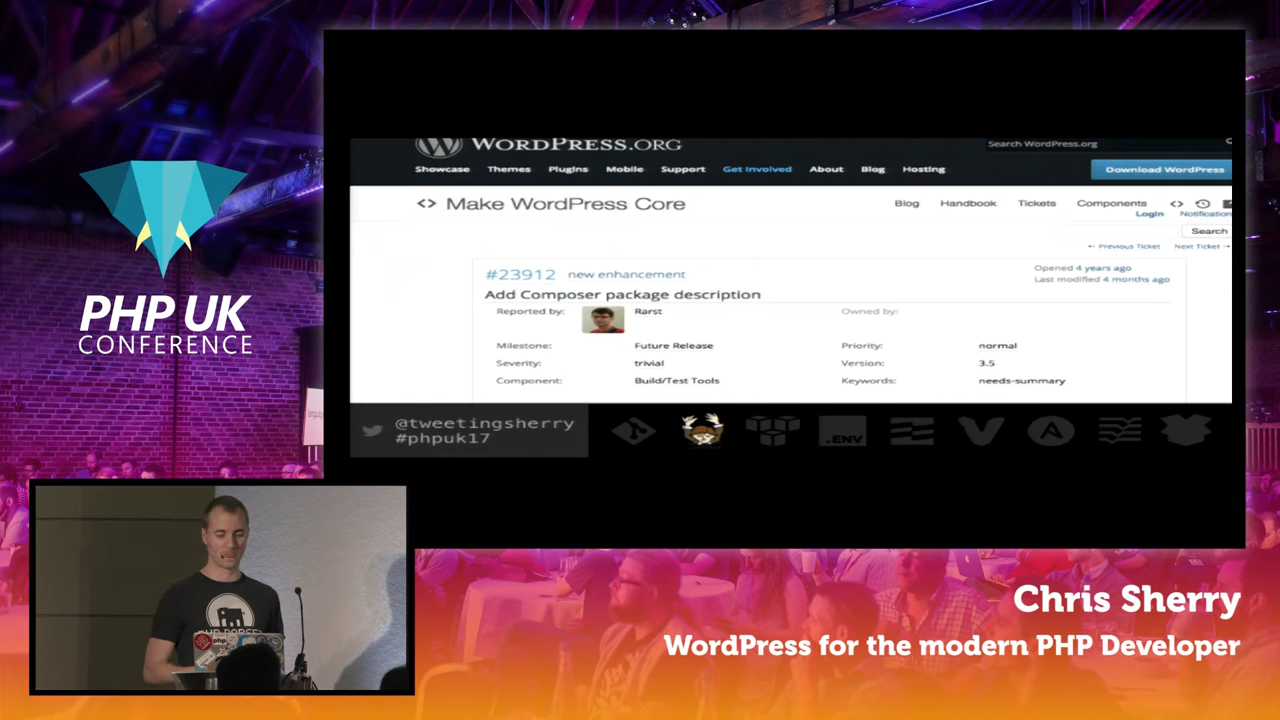 WORDPRESS.ORG
Search WordPress.org
Showcase Themes Plugins Mobile Support Get Involved About Blog Hosting
Download WordPress
<> Make WordPress Core
Blog Handbook Tickets Components <>
Login
Search
← Previous Ticket Next Ticket →
#23912 new enhancement
Opened 4 years ago
Last modified 4 months ago
Add Composer package description
Reported by: Rarst Owned by:
Milestone: Future Release Priority: normal
Severity: trivial Version: 3.5
Component: Build/Test Tools Keywords: needs-summary
@tweetingsherry
#phpuk17
.ENV
PHP UK
CONFERENCE
php
Chris Sherry
WordPress for the modern PHP Developer